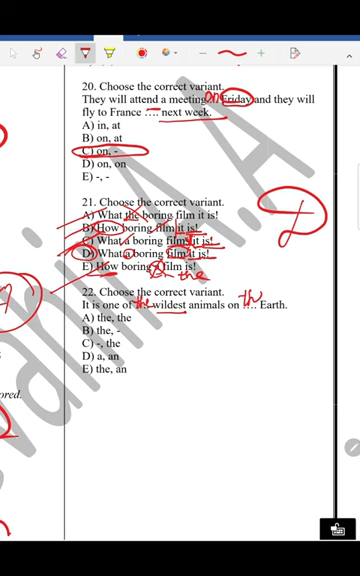 20. Choose the correct variant.
They will attend a meeting on Friday and they will
fly to France .... next week.
A) in, at
B) on, at
C) on, -
D) on, on
E) -, -
21. Choose the correct variant.
A) What the boring film it is!
B) How boring film it is!
C) What a boring films it is!
D) What a boring film it is!
E) How boring a film is!
on the
D
22. Choose the correct variant.
It is one of the wildest animals on the .... Earth.
A) the, the
B) the, -
C) -, the
D) a, an
E) the, an
ored.